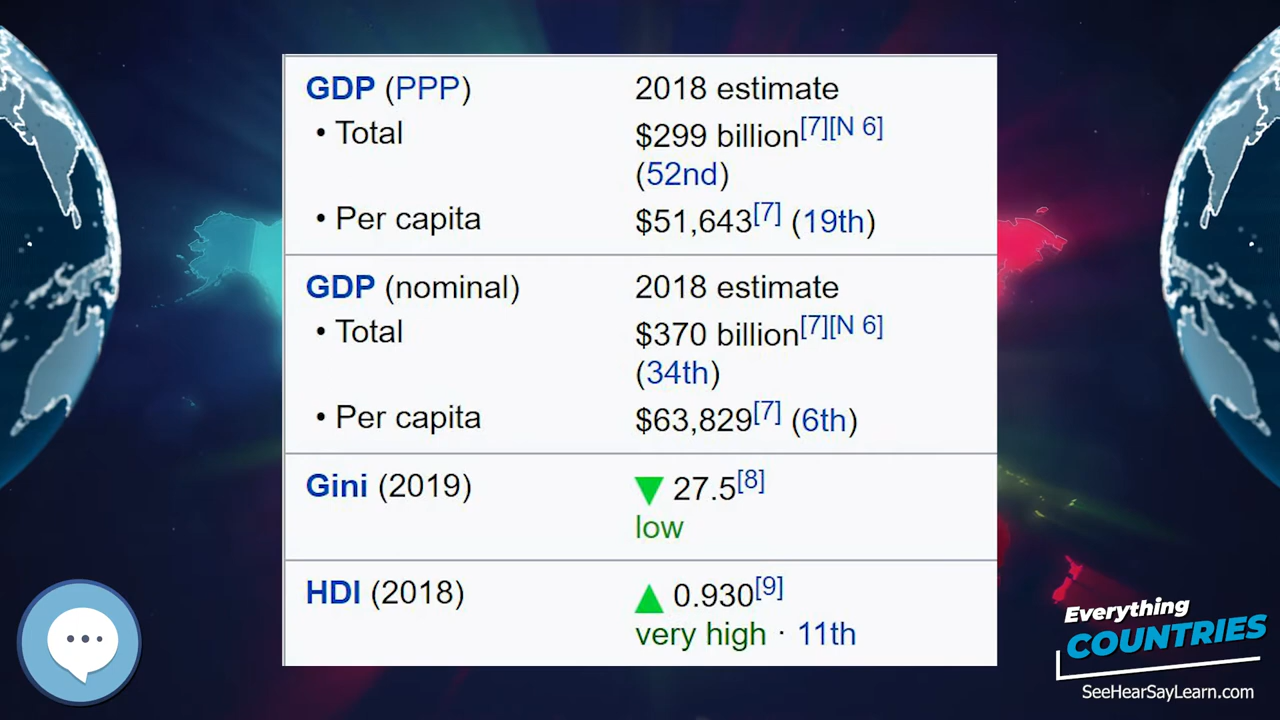 GDP (PPP) 2018 estimate
• Total $299 billion[7][N 6]
(52nd)
• Per capita $51,643[7] (19th)
GDP (nominal) 2018 estimate
• Total $370 billion[7][N 6]
(34th)
• Per capita $63,829[7] (6th)
Gini (2019) ▼ 27.5[8]
low
HDI (2018) ▲ 0.930[9]
very high · 11th
Everything
COUNTRIES
SeeHearSayLearn.com